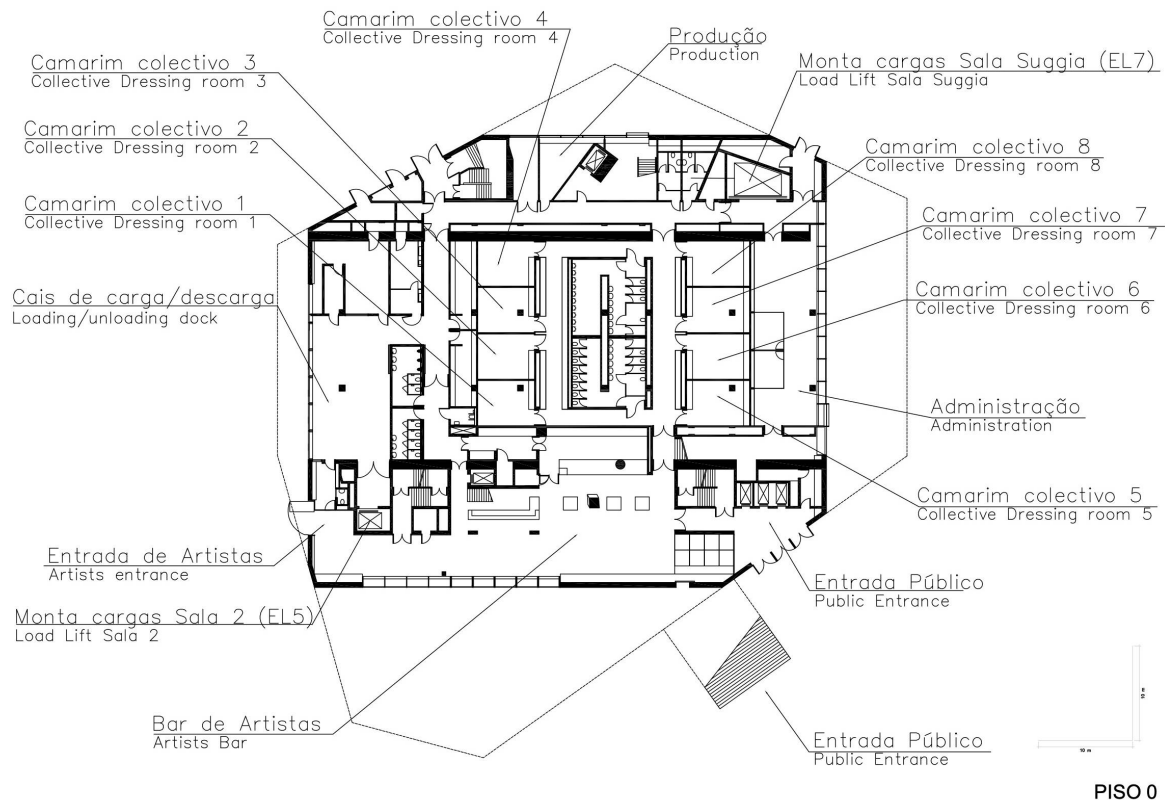 Camarim colectivo 4
Collective Dressing room 4
Produção
Production
Camarim colectivo 3
Collective Dressing room 3
Monta cargas Sala Suggia (EL7)
Load Lift Sala Suggia
Camarim colectivo 2
Collective Dressing room 2
Camarim colectivo 8
Collective Dressing room 8
Camarim colectivo 1
Collective Dressing room 1
Camarim colectivo 7
Collective Dressing room 7
Cais de carga/descarga
Loading/unloading dock
Camarim colectivo 6
Collective Dressing room 6
Administração
Administration
Camarim colectivo 5
Collective Dressing room 5
Entrada de Artistas
Artists entrance
Entrada Público
Public Entrance
Monta cargas Sala 2 (EL5)
Load Lift Sala 2
Bar de Artistas
Artists Bar
Entrada Público
Public Entrance
10 m
10 m
PISO 0